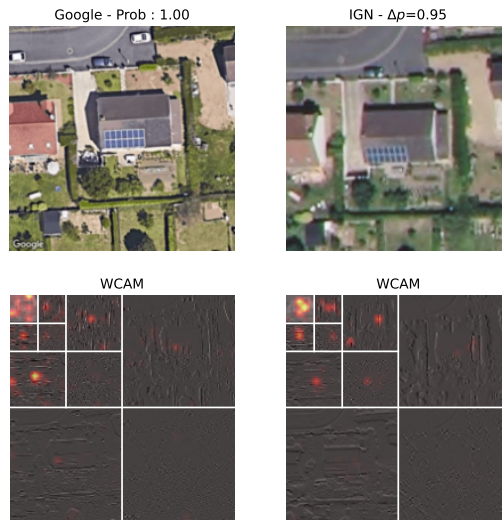 Google - Prob : 1.00
IGN - Δp=0.95
Google
WCAM
WCAM